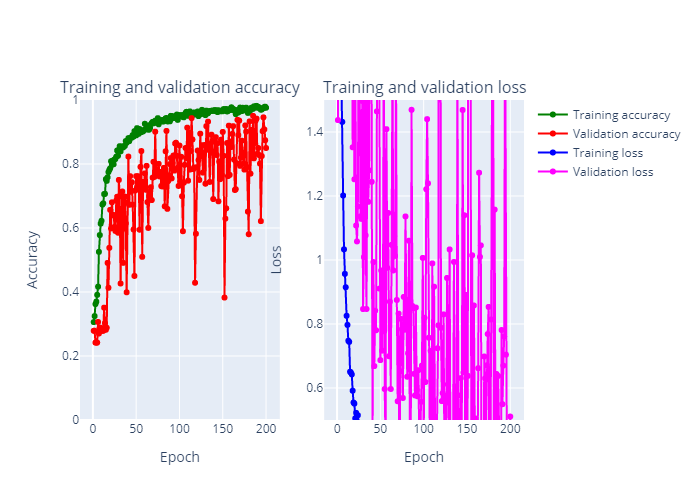 Training and validation accuracy
Training and validation loss
1
0.8
0.6
0.4
0.2
0
0
50
100
150
200
Accuracy
Epoch
1.4
1.2
1
0.8
0.6
0
50
100
150
200
Loss
Epoch
Training accuracy
Validation accuracy
Training loss
Validation loss